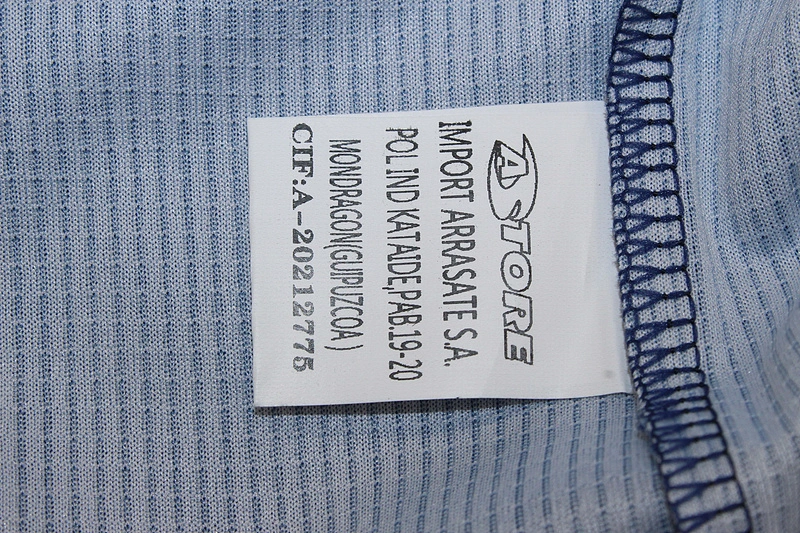 ASTORE
IMPORT ARRASATE S.A.
POL IND KATAIDE,PAB.19-20
MONDRAGON(GUIPUZCOA)
CIF:A-20212775